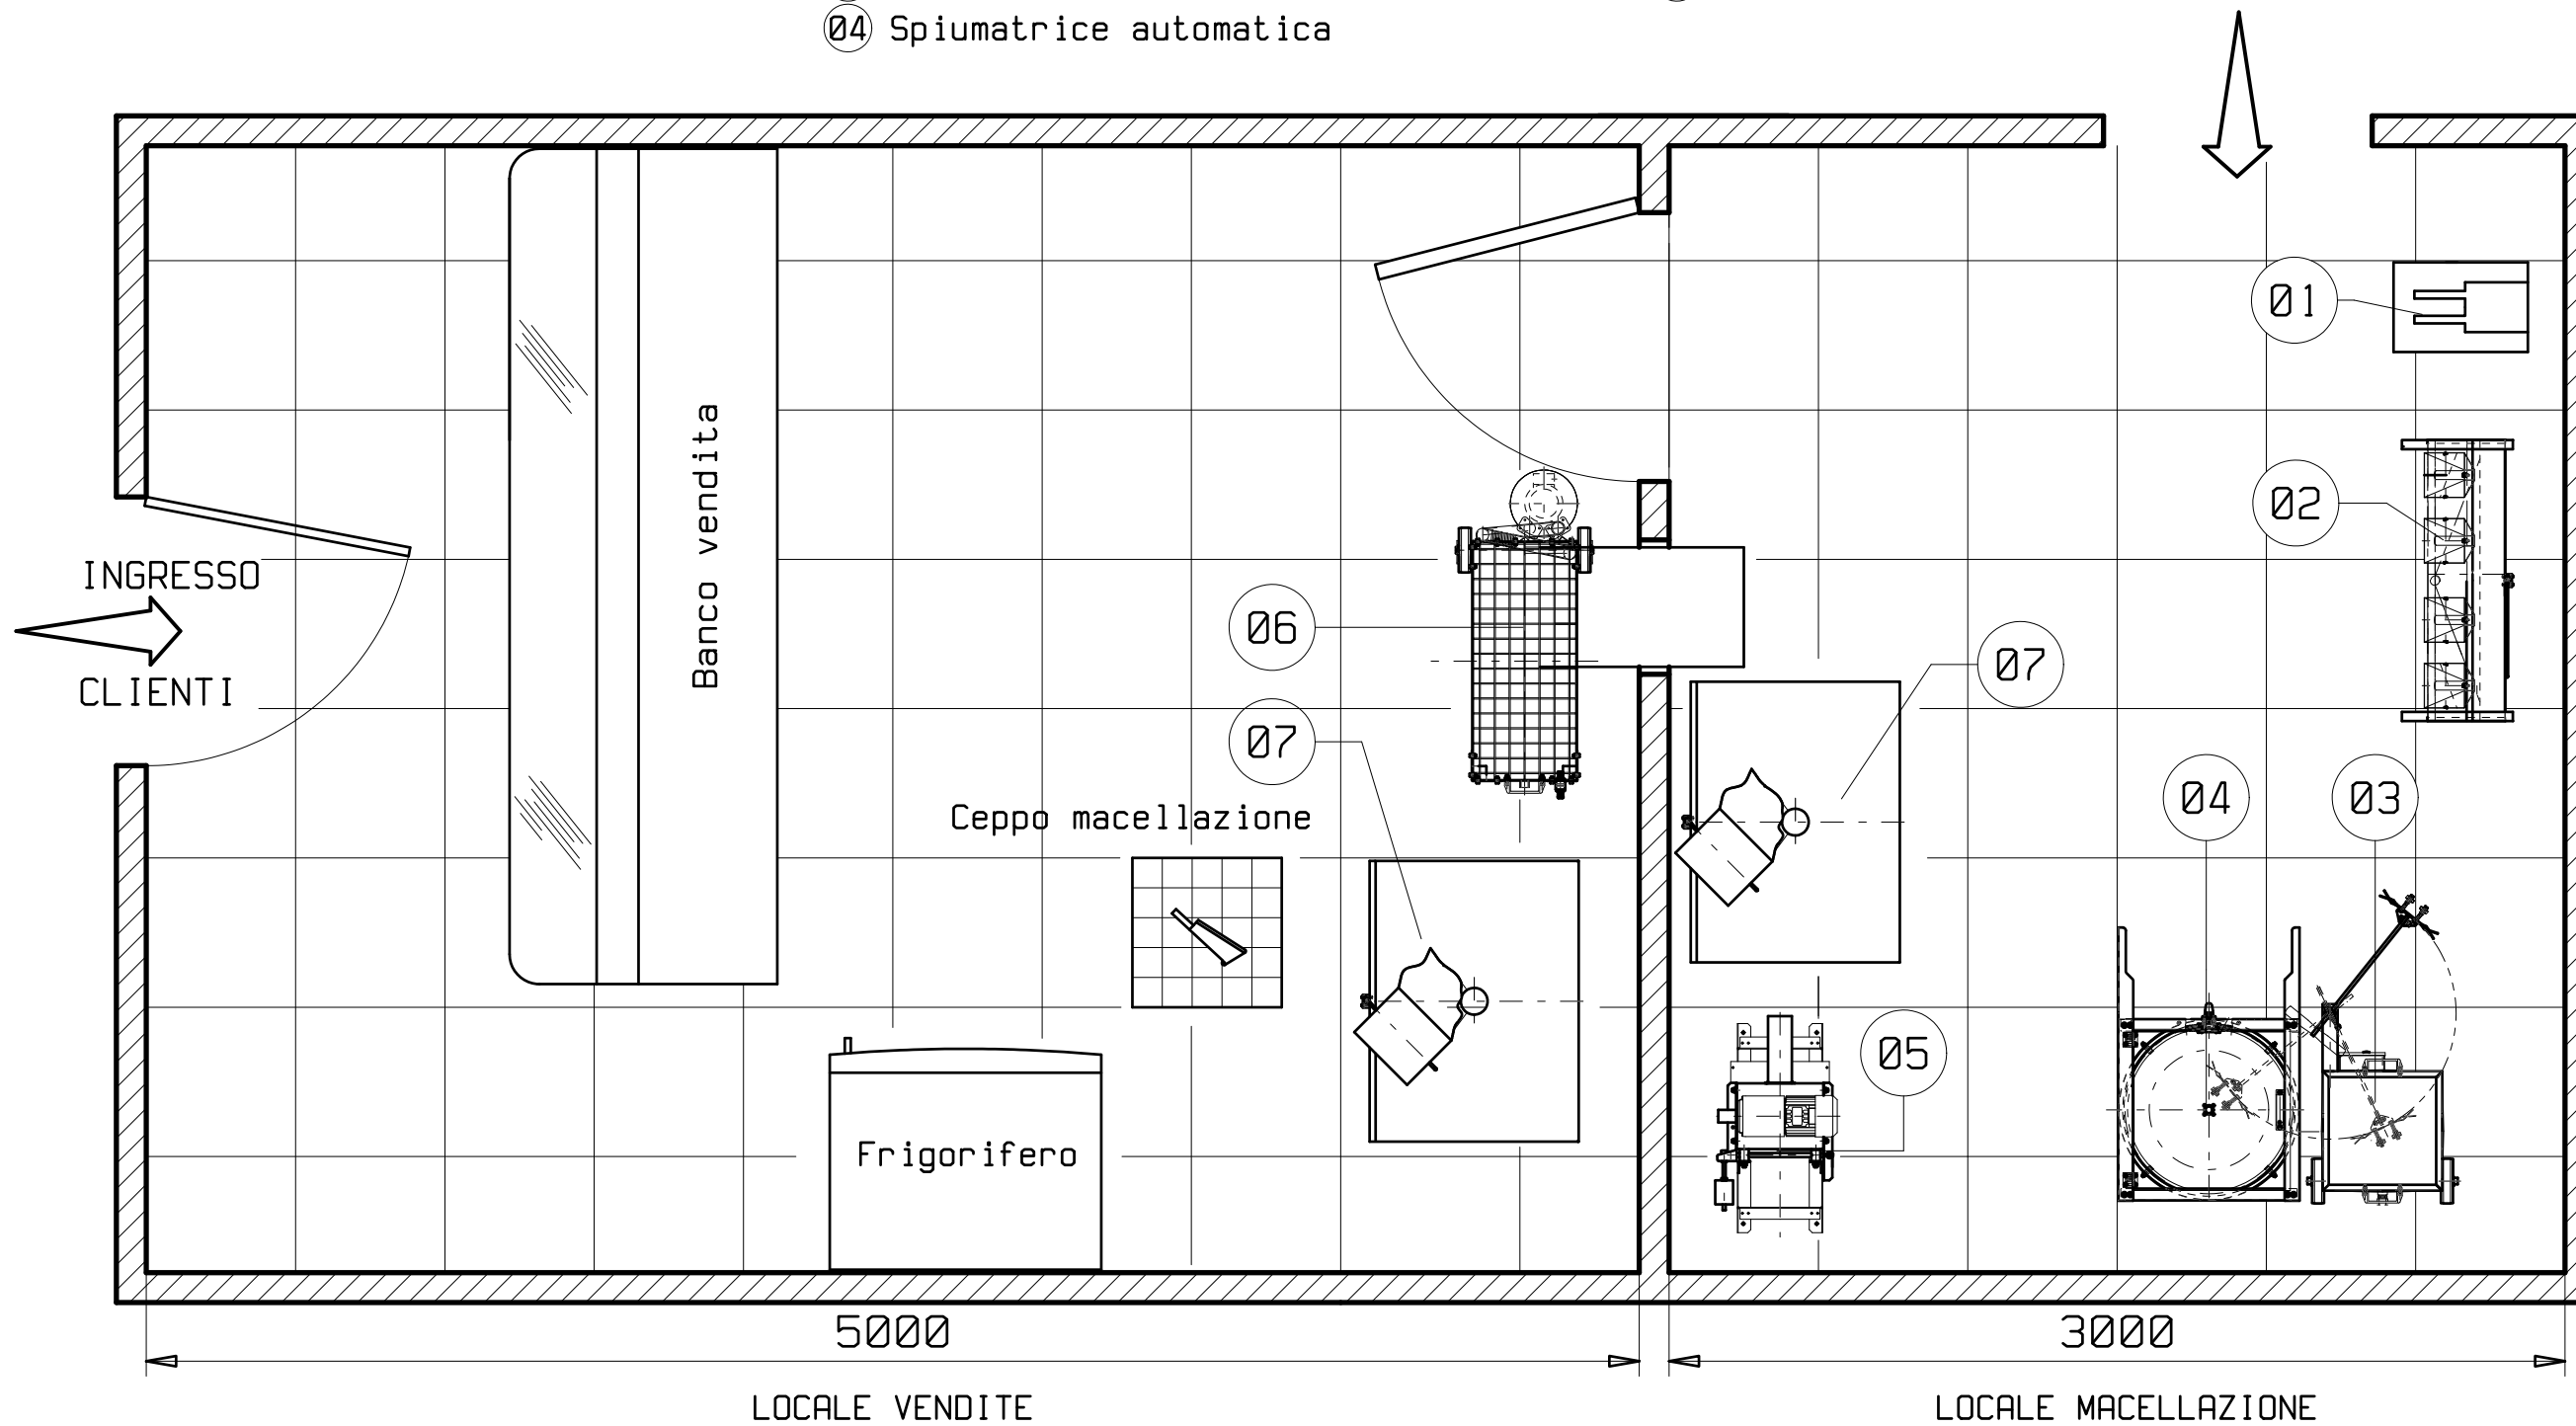 04 Spiumatrice automatica
01
Banco vendita
02
INGRESSO
CLIENTI
06
07
07
04
03
Ceppo macellazione
05
Frigorifero
5000
3000
LOCALE VENDITE
LOCALE MACELLAZIONE